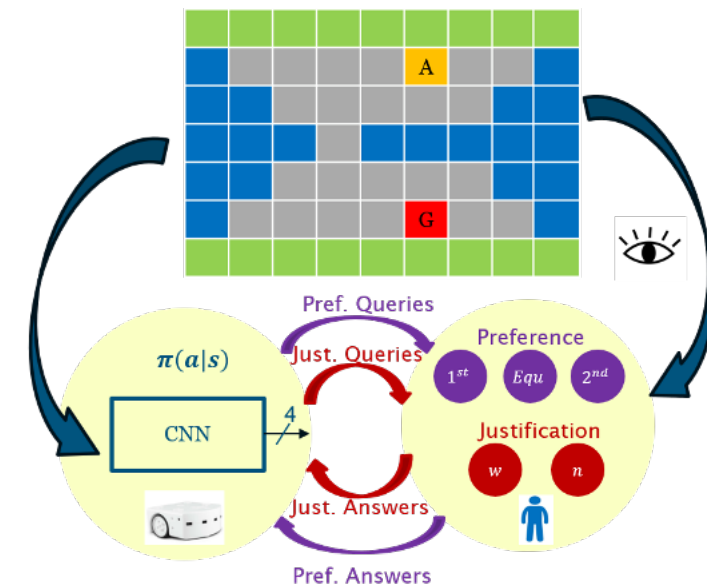 A
G
Pref. Queries
π(a|s)
Just. Queries
Preference
1st
Equ
2nd
CNN
4
Justification
w
n
Just. Answers
Pref. Answers